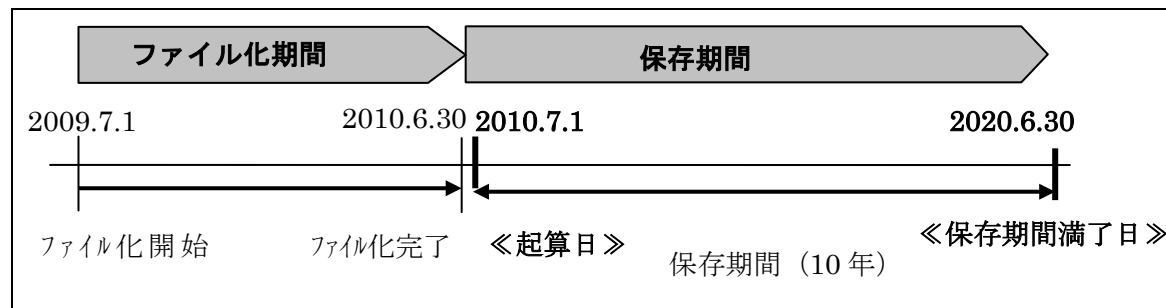 ファイル化期間 保存期間
2009.7.1 2010.6.30 2010.7.1 2020.6.30
ファイル化開始 ファイル化完了 ≪起算日≫ 保存期間（10年） ≪保存期間満了日≫